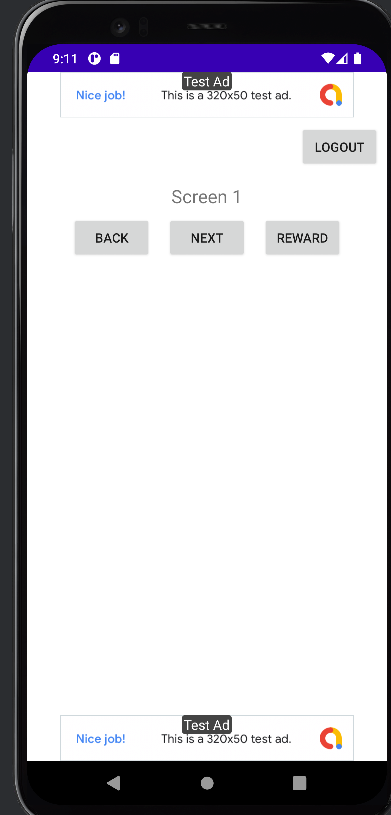 9:11
Test Ad
Nice job! This is a 320x50 test ad.
LOGOUT
Screen 1
BACK NEXT REWARD
Test Ad
Nice job! This is a 320x50 test ad.